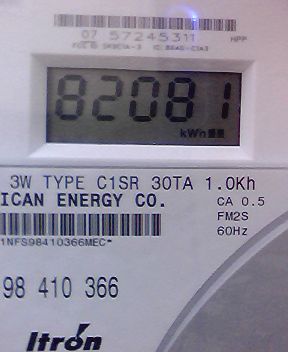 07 57245311
HPP
82081
kWh
3W TYPE C1SR 30TA 1.0Kh
ICAN ENERGY CO.
CA 0.5
FM2S
60Hz
1NFS98410366MEC*
98 410 366
Itron